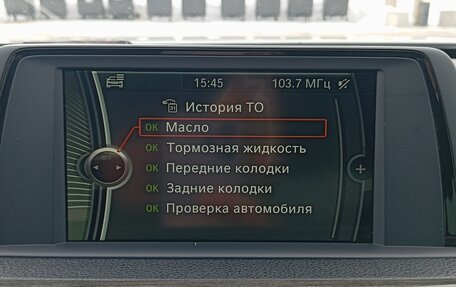 15:45 103.7 МГц
История ТО
OK Масло
OK Тормозная жидкость
OK Передние колодки
OK Задние колодки
OK Проверка автомобиля